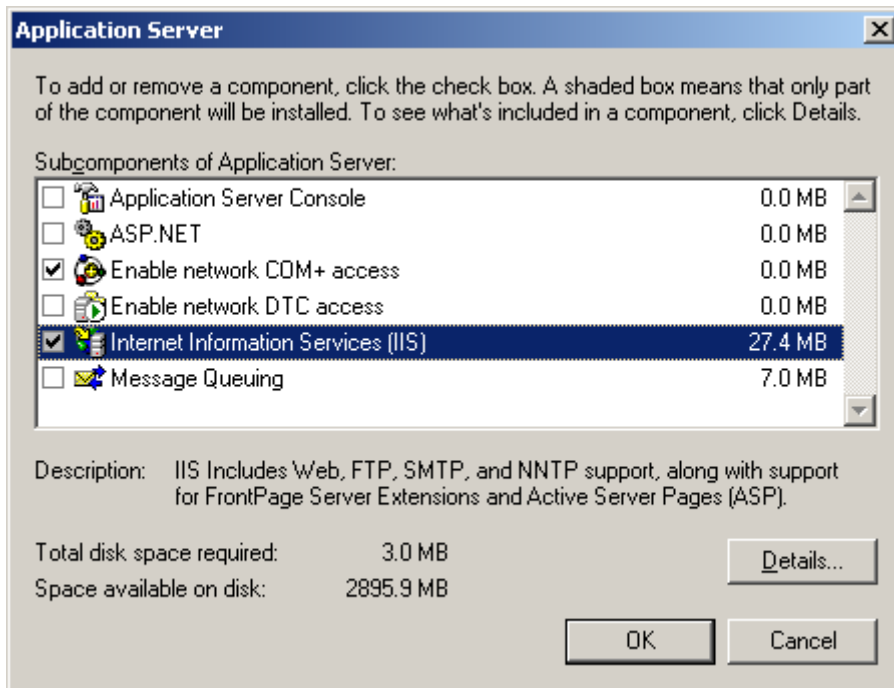 Application Server
To add or remove a component, click the check box. A shaded box means that only part
of the component will be installed. To see what's included in a component, click Details.
Subcomponents of Application Server:
Application Server Console 0.0 MB
ASP.NET 0.0 MB
Enable network COM+ access 0.0 MB
Enable network DTC access 0.0 MB
Internet Information Services (IIS) 27.4 MB
Message Queuing 7.0 MB
Description: IIS Includes Web, FTP, SMTP, and NNTP support, along with support
for FrontPage Server Extensions and Active Server Pages (ASP).
Total disk space required: 3.0 MB
Space available on disk: 2895.9 MB
Details...
OK Cancel